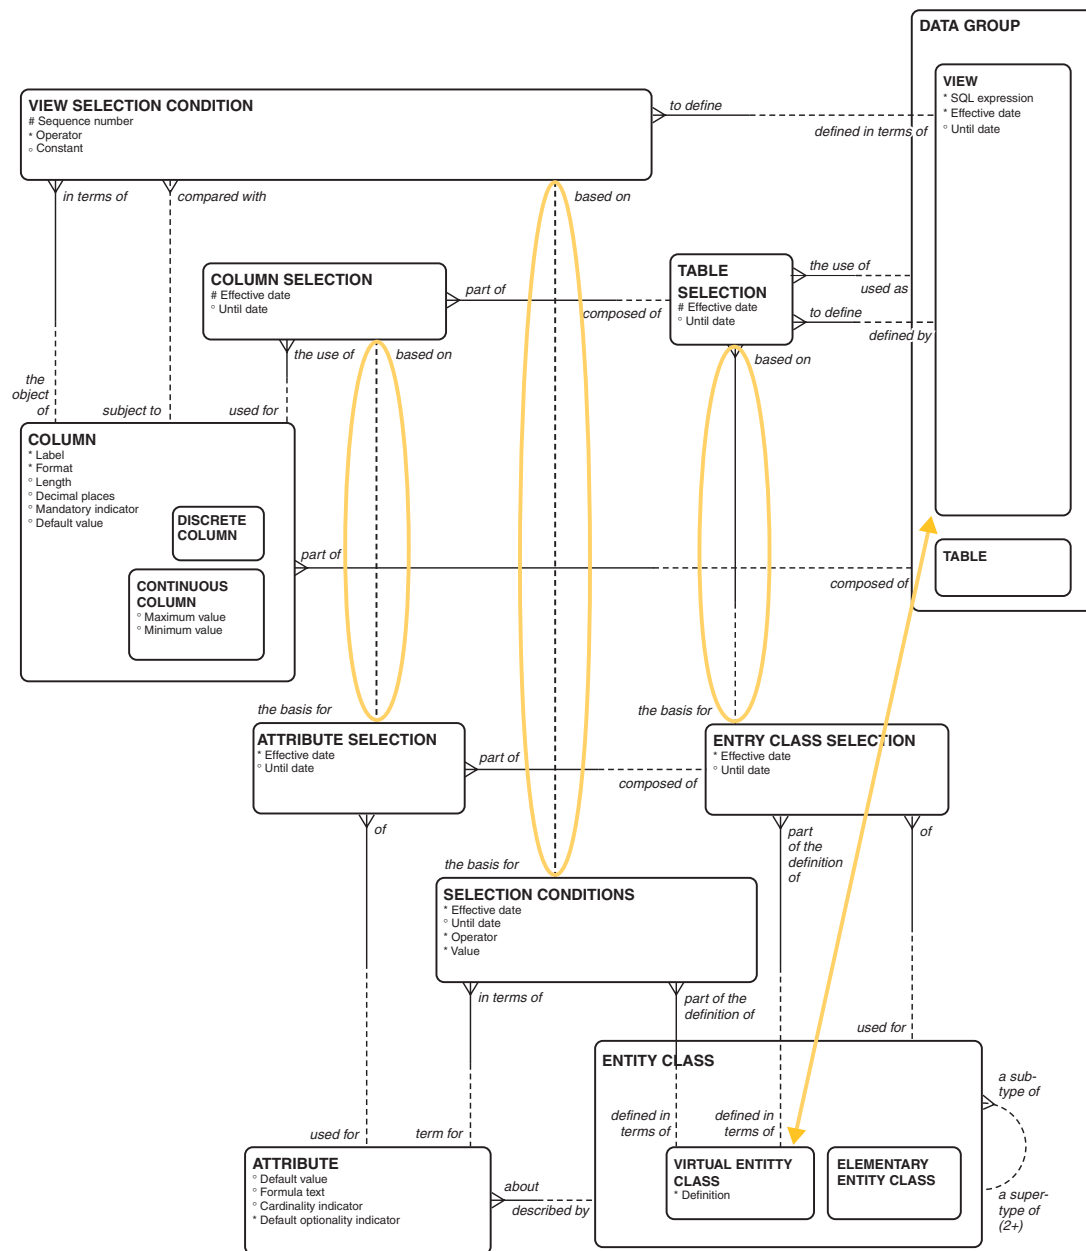 DATA GROUP
VIEW
* SQL expression
* Effective date
° Until date
VIEW SELECTION CONDITION
# Sequence number
* Operator
° Constant
to define
defined in terms of
in terms of
compared with
based on
COLUMN SELECTION
# Effective date
° Until date
part of
composed of
TABLE
SELECTION
# Effective date
° Until date
the use of
used as
to define
defined by
the use of
based on
based on
the
object
of
subject to
used for
COLUMN
* Label
* Format
° Length
° Decimal places
° Mandatory indicator
° Default value
DISCRETE
COLUMN
CONTINUOUS
COLUMN
° Maximum value
° Minimum value
part of
composed of
TABLE
the basis for
the basis for
ATTRIBUTE SELECTION
* Effective date
° Until date
part of
composed of
ENTRY CLASS SELECTION
* Effective date
° Until date
of
part
of the
definition
of
of
the basis for
SELECTION CONDITIONS
* Effective date
° Until date
* Operator
* Value
in terms of
part of the
definition of
used for
ENTITY CLASS
a sub-
type of
defined in
terms of
defined in
terms of
used for
term for
ATTRIBUTE
° Default value
° Formula text
° Cardinality indicator
* Default optionality indicator
about
described by
VIRTUAL ENTITTY
CLASS
* Definition
ELEMENTARY
ENTITY CLASS
a super-
type of
(2+)